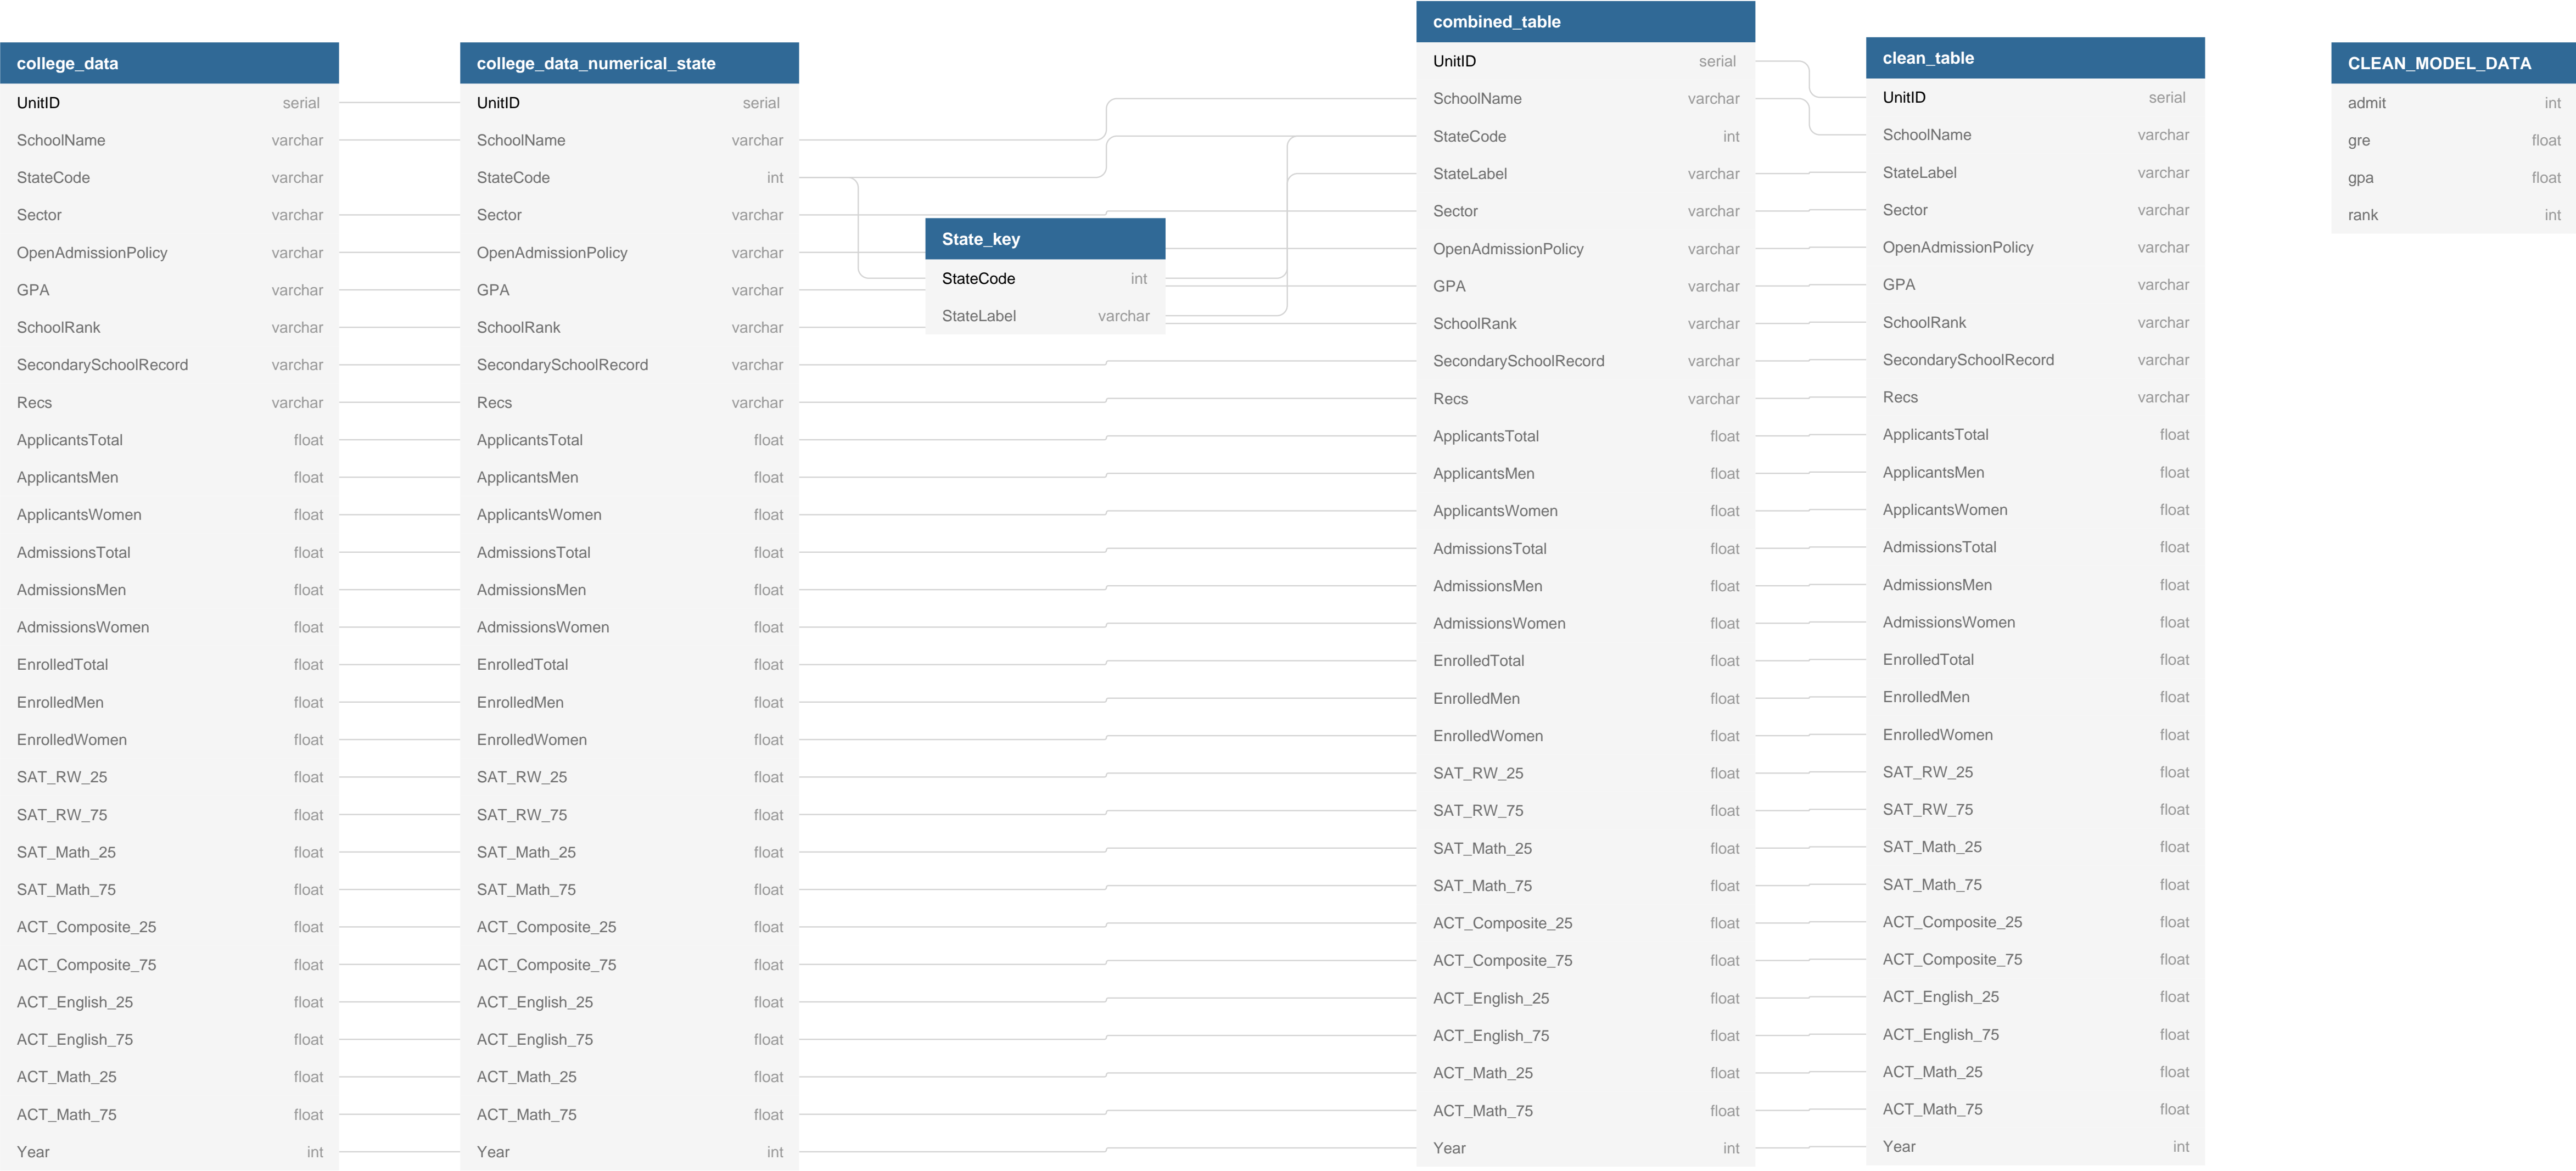 college_data
UnitID serial
SchoolName varchar
StateCode varchar
Sector varchar
OpenAdmissionPolicy varchar
GPA varchar
SchoolRank varchar
SecondarySchoolRecord varchar
Recs varchar
ApplicantsTotal float
ApplicantsMen float
ApplicantsWomen float
AdmissionsTotal float
AdmissionsMen float
AdmissionsWomen float
EnrolledTotal float
EnrolledMen float
EnrolledWomen float
SAT_RW_25 float
SAT_RW_75 float
SAT_Math_25 float
SAT_Math_75 float
ACT_Composite_25 float
ACT_Composite_75 float
ACT_English_25 float
ACT_English_75 float
ACT_Math_25 float
ACT_Math_75 float
Year int
college_data_numerical_state
UnitID serial
SchoolName varchar
StateCode int
Sector varchar
OpenAdmissionPolicy varchar
GPA varchar
SchoolRank varchar
SecondarySchoolRecord varchar
Recs varchar
ApplicantsTotal float
ApplicantsMen float
ApplicantsWomen float
AdmissionsTotal float
AdmissionsMen float
AdmissionsWomen float
EnrolledTotal float
EnrolledMen float
EnrolledWomen float
SAT_RW_25 float
SAT_RW_75 float
SAT_Math_25 float
SAT_Math_75 float
ACT_Composite_25 float
ACT_Composite_75 float
ACT_English_25 float
ACT_English_75 float
ACT_Math_25 float
ACT_Math_75 float
Year int
State_key
StateCode int
StateLabel varchar
combined_table
UnitID serial
SchoolName varchar
StateCode int
StateLabel varchar
Sector varchar
OpenAdmissionPolicy varchar
GPA varchar
SchoolRank varchar
SecondarySchoolRecord varchar
Recs varchar
ApplicantsTotal float
ApplicantsMen float
ApplicantsWomen float
AdmissionsTotal float
AdmissionsMen float
AdmissionsWomen float
EnrolledTotal float
EnrolledMen float
EnrolledWomen float
SAT_RW_25 float
SAT_RW_75 float
SAT_Math_25 float
SAT_Math_75 float
ACT_Composite_25 float
ACT_Composite_75 float
ACT_English_25 float
ACT_English_75 float
ACT_Math_25 float
ACT_Math_75 float
Year int
clean_table
UnitID serial
SchoolName varchar
StateLabel varchar
Sector varchar
OpenAdmissionPolicy varchar
GPA varchar
SchoolRank varchar
SecondarySchoolRecord varchar
Recs varchar
ApplicantsTotal float
ApplicantsMen float
ApplicantsWomen float
AdmissionsTotal float
AdmissionsMen float
AdmissionsWomen float
EnrolledTotal float
EnrolledMen float
EnrolledWomen float
SAT_RW_25 float
SAT_RW_75 float
SAT_Math_25 float
SAT_Math_75 float
ACT_Composite_25 float
ACT_Composite_75 float
ACT_English_25 float
ACT_English_75 float
ACT_Math_25 float
ACT_Math_75 float
Year int
CLEAN_MODEL_DATA
admit int
gre float
gpa float
rank int